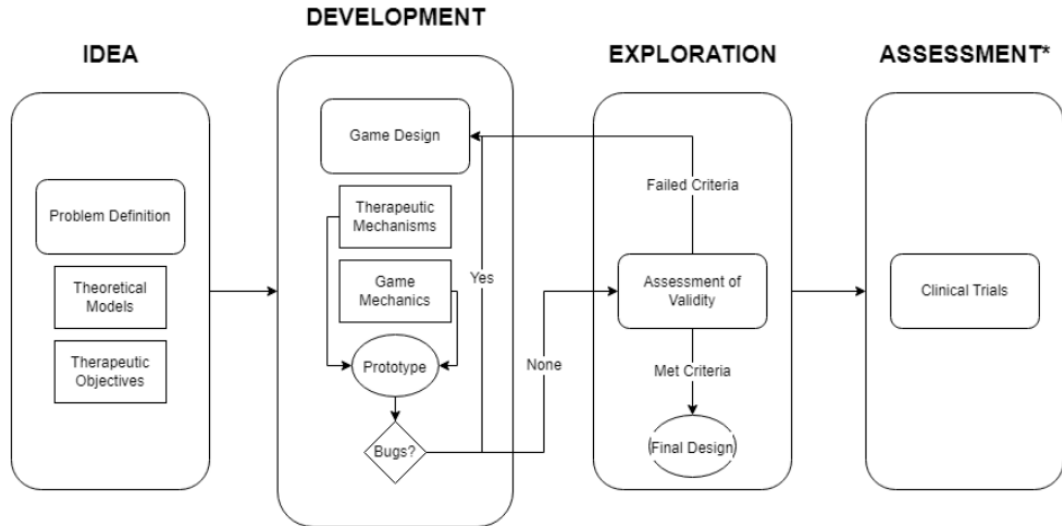 IDEA
Problem Definition
Theoretical
Models
Therapeutic
Objectives
DEVELOPMENT
Game Design
Therapeutic
Mechanisms
Game
Mechanics
Prototype
Bugs?
Yes
None
EXPLORATION
Failed Criteria
Assessment of
Validity
Met Criteria
(Final Design)
ASSESSMENT*
Clinical Trials